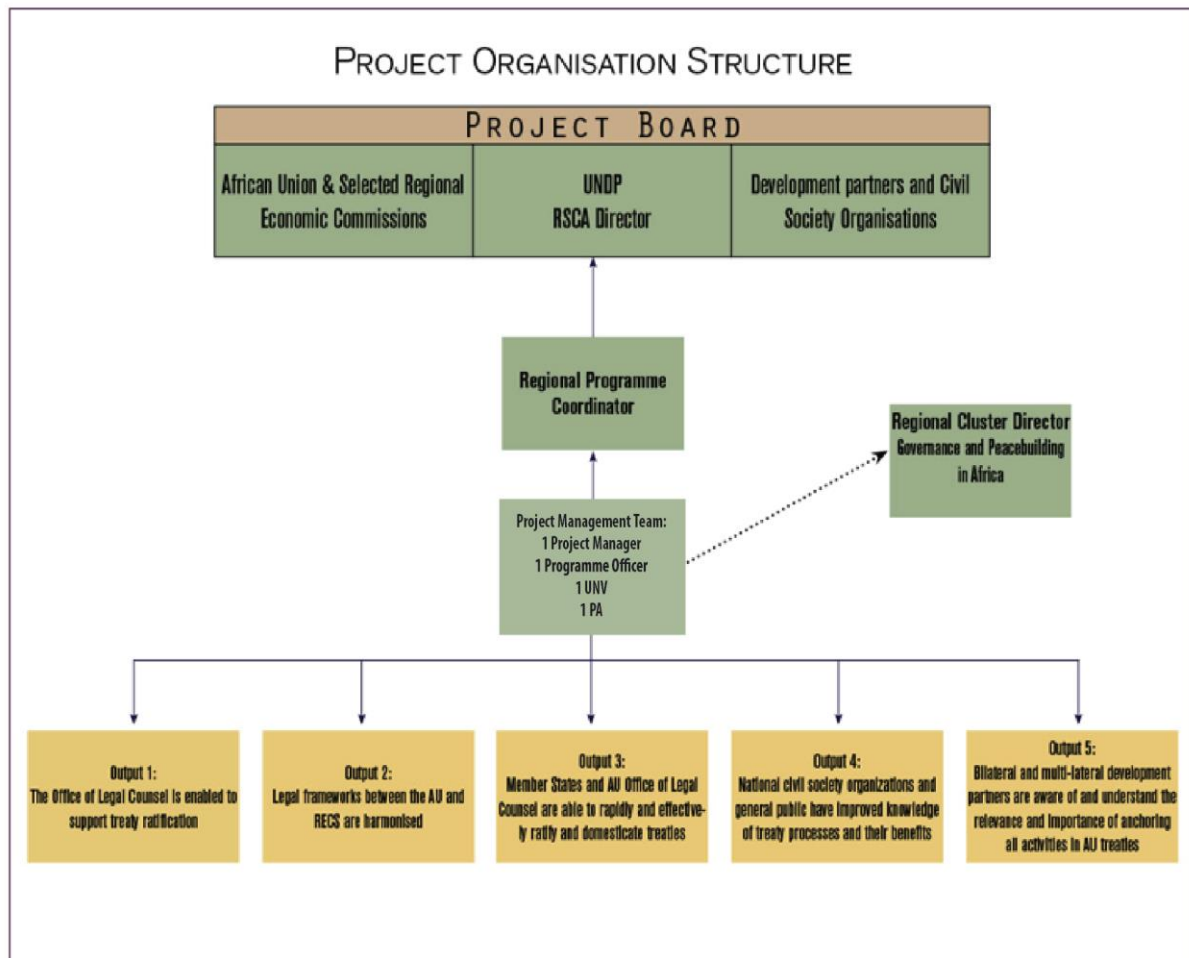 PROJECT ORGANISATION STRUCTURE
PROJECT BOARD
African Union & Selected Regional
Economic Commissions
UNDP
RSCA Director
Development partners and Civil
Society Organisations
Regional Programme
Coordinator
Regional Cluster Director
Governance and Peacebuilding
in Africa
Project Management Team:
1 Project Manager
1 Programme Officer
1 UNV
1 PA
Output 1:
The Office of Legal Counsel is enabled to
support treaty ratification
Output 2:
Legal frameworks between the AU and
RECS are harmonised
Output 3:
Member States and AU Office of Legal
Counsel are able to rapidly and effective-
ly ratify and domesticate treaties
Output 4:
National civil society organizations and
general public have improved knowledge
of treaty processes and their benefits
Output 5:
Bilateral and multi-lateral development
partners are aware of and understand the
relevance and importance of anchoring
all activities in AU treaties